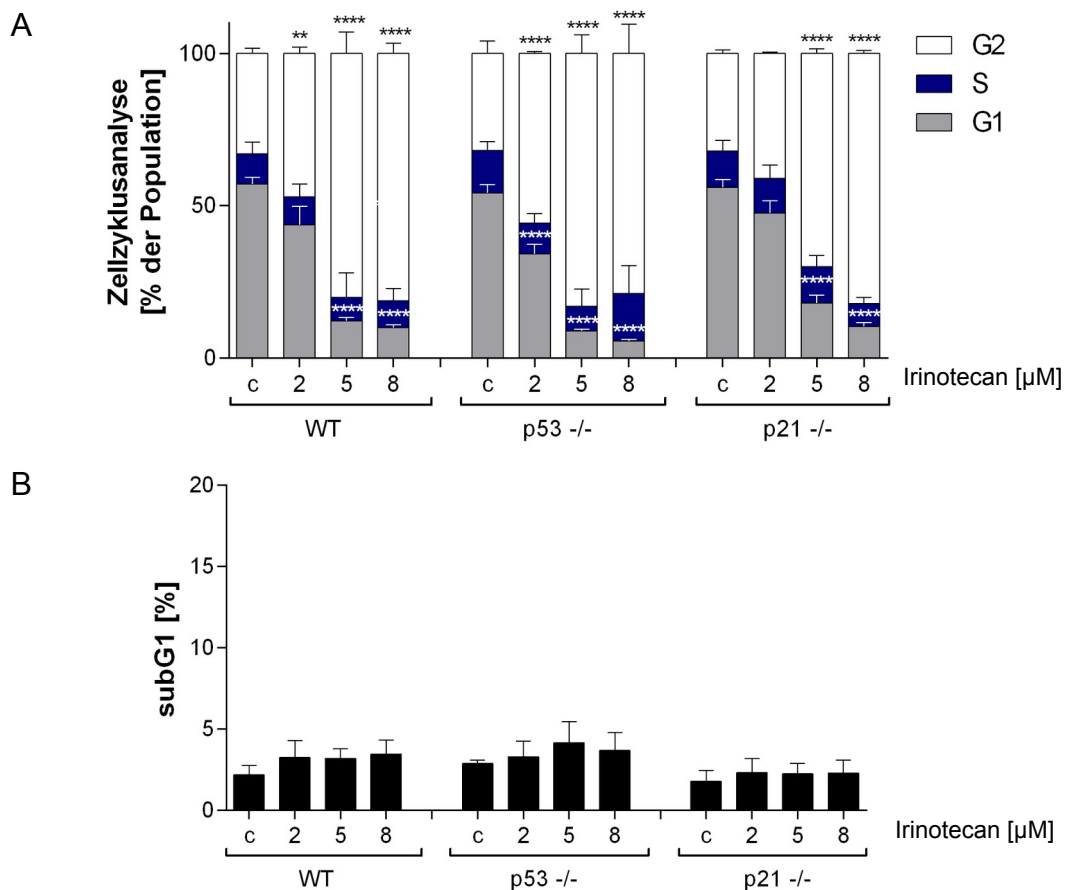 A
Zellzyklusanalyse
[% der Population]
100
50
0
**
****
****
****
****
****
****
****
****
****
****
****
****
****
****
G2
S
G1
c 2 5 8 c 2 5 8 c 2 5 8 Irinotecan [µM]
WT p53 -/- p21 -/-
B
subG1 [%]
20
15
10
5
0
c 2 5 8 c 2 5 8 c 2 5 8 Irinotecan [µM]
WT p53 -/- p21 -/-